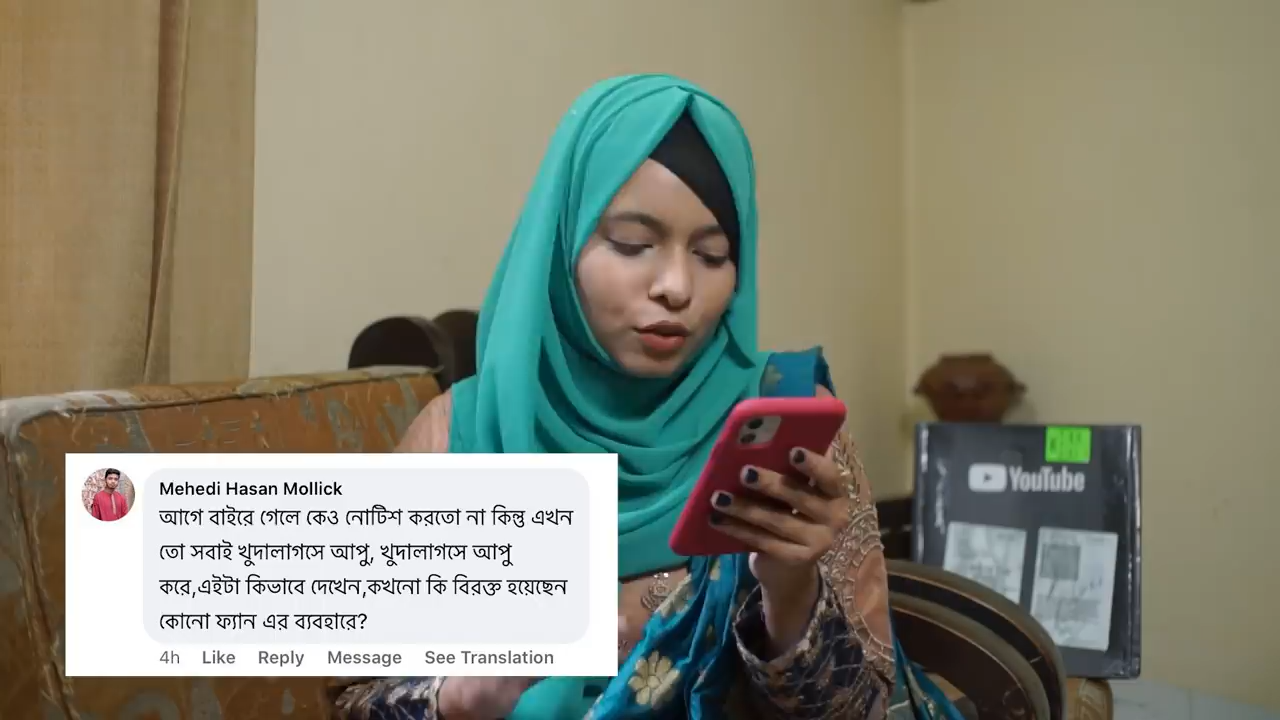 Mehedi Hasan Mollick
আগে বাইরে গেলে কেও নোটিশ করতো না কিন্তু এখন
তো সবাই খুদালাগসে আপু, খুদালাগসে আপু
করে,এইটা কিভাবে দেখেন,কখনো কি বিরক্ত হয়েছেন
কোনো ফ্যান এর ব্যবহারে?
4h Like Reply Message See Translation
YouTube